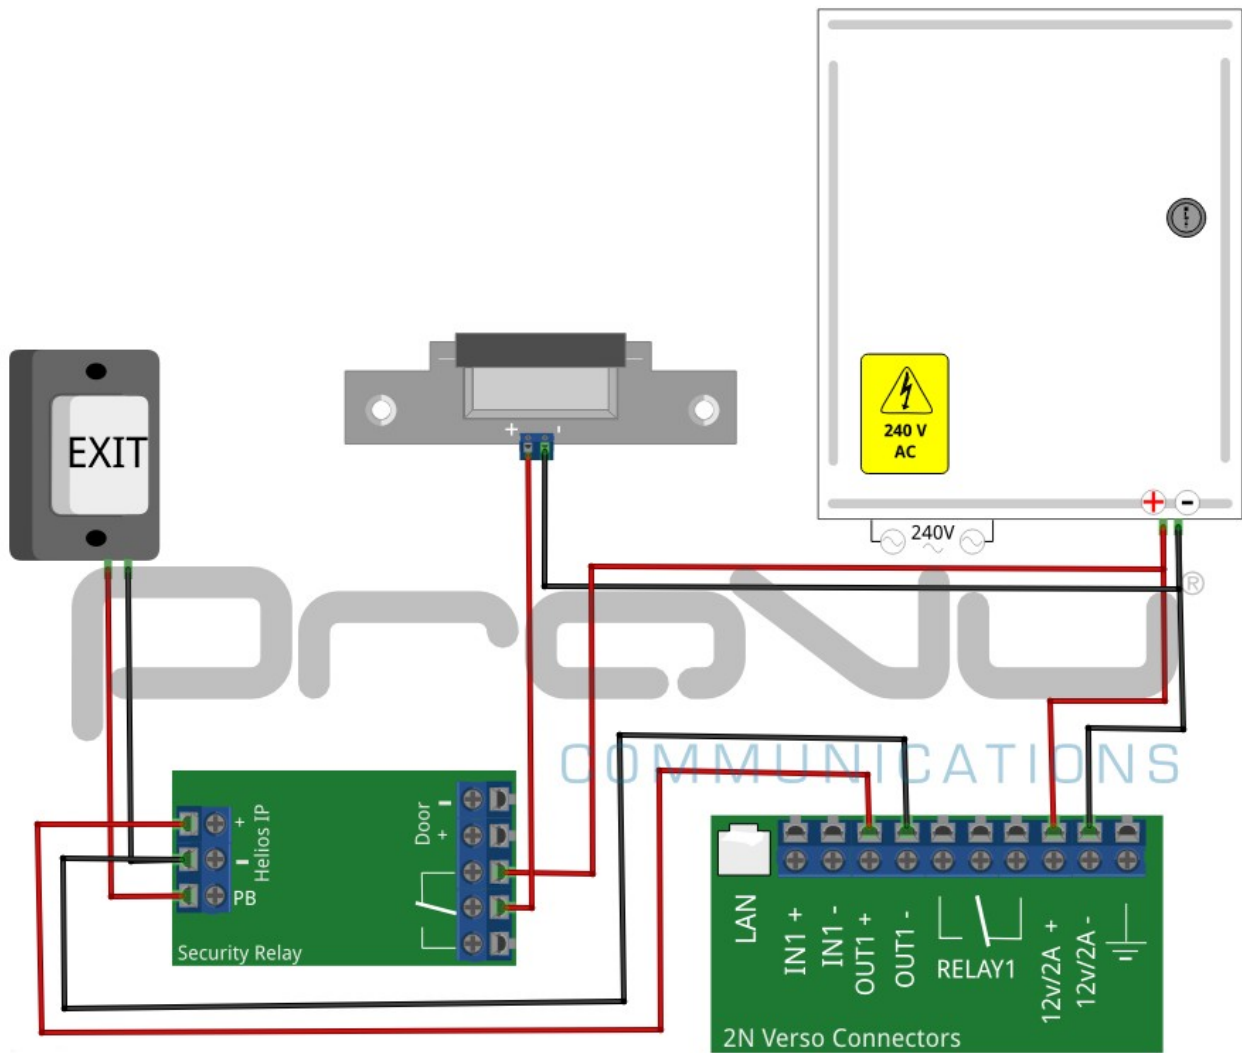 240 V
AC
+ -
240V
EXIT
+ -
ProNu®
COMMUNICATIONS
+
-
PB
Helios IP
Security Relay
Door
-
+
LAN
IN1 +
IN1 -
OUT1 +
OUT1 -
RELAY1
12v/2A +
12v/2A -
2N Verso Connectors